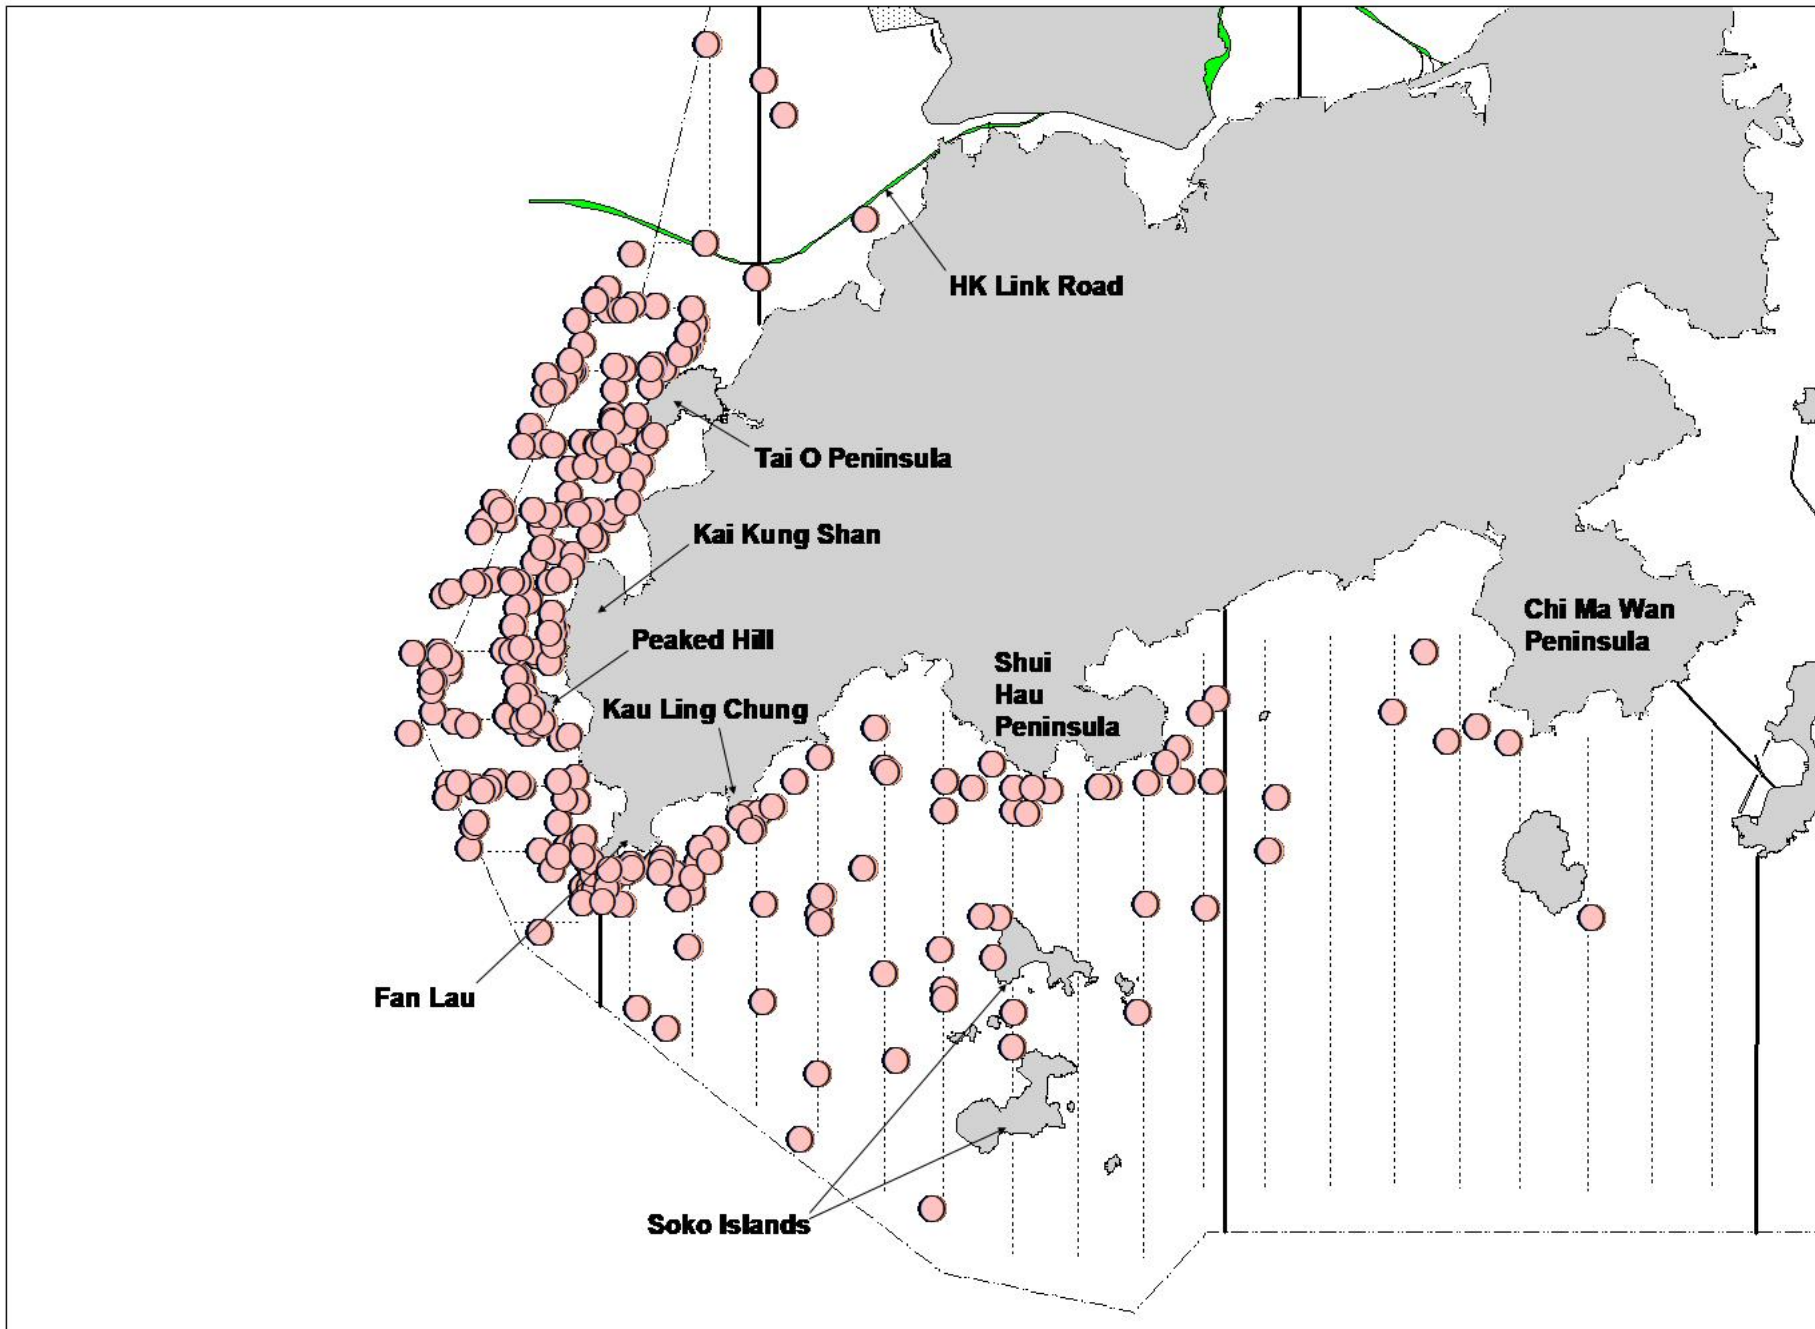 HK Link Road
Tai O Peninsula
Kai Kung Shan
Peaked Hill
Kau Ling Chung
Shui
Hau
Peninsula
Chi Ma Wan
Peninsula
Fan Lau
Soko Islands